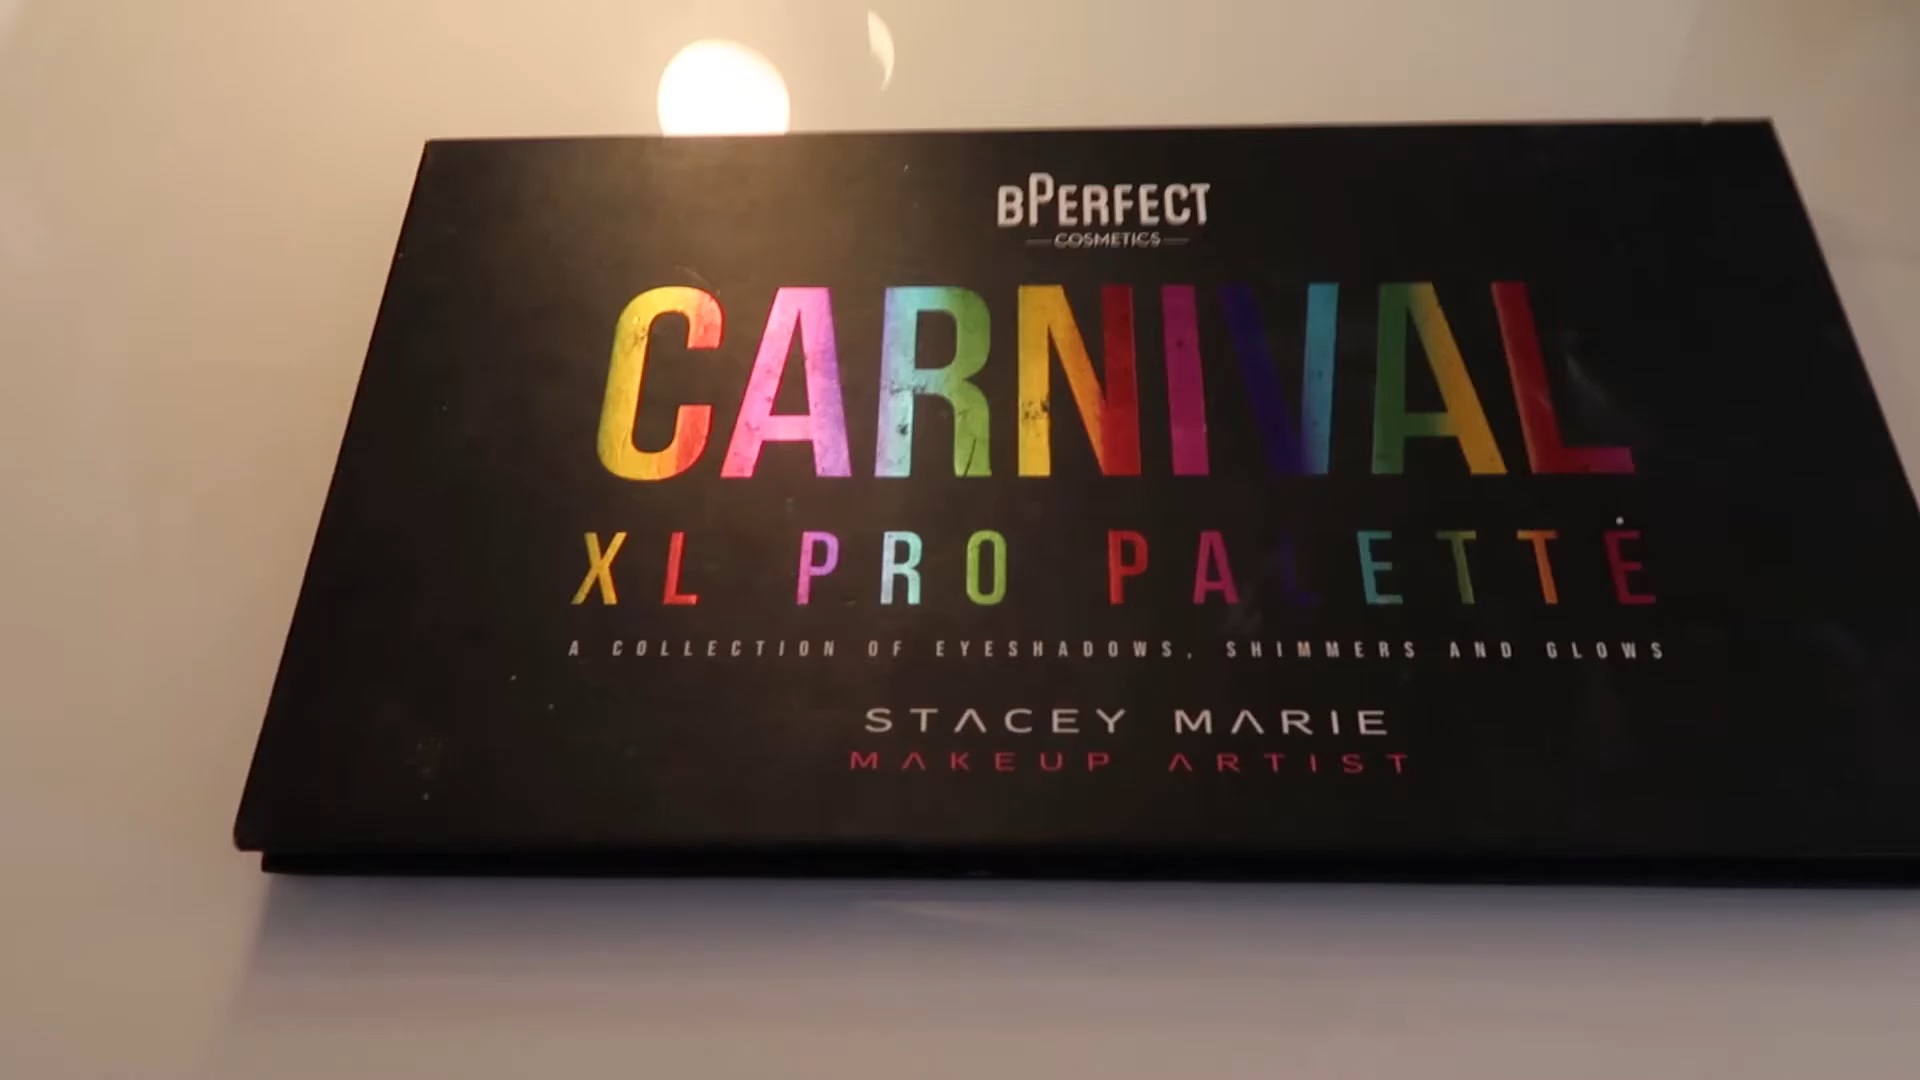 BPERFECT
COSMETICS
CARNIVAL
XL PRO PALETTE
A COLLECTION OF EYESHADOWS, SHIMMERS AND GLOWS
STACEY MARIE
MAKEUP ARTIST